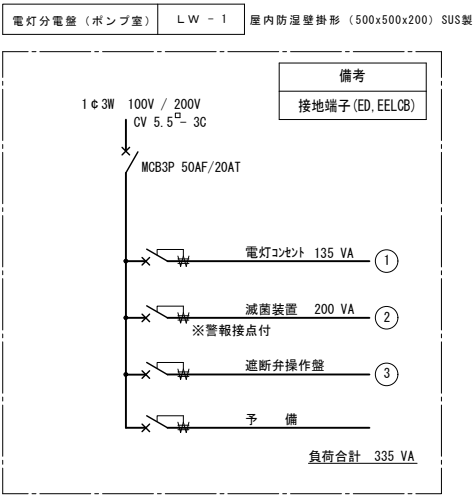 電灯分電盤（ポンプ室） LW－1 屋内防湿壁掛形（500x500x200）SUS製
備考
接地端子(ED,EELCB)
1¢3W 100V / 200V
CV 5.5□- 3C
MCB3P 50AF/20AT
電灯ｺﾝｾﾝﾄ 135 VA ①
滅菌装置 200 VA ②
※警報接点付
遮断弁操作盤 ③
予 備
負荷合計 335 VA